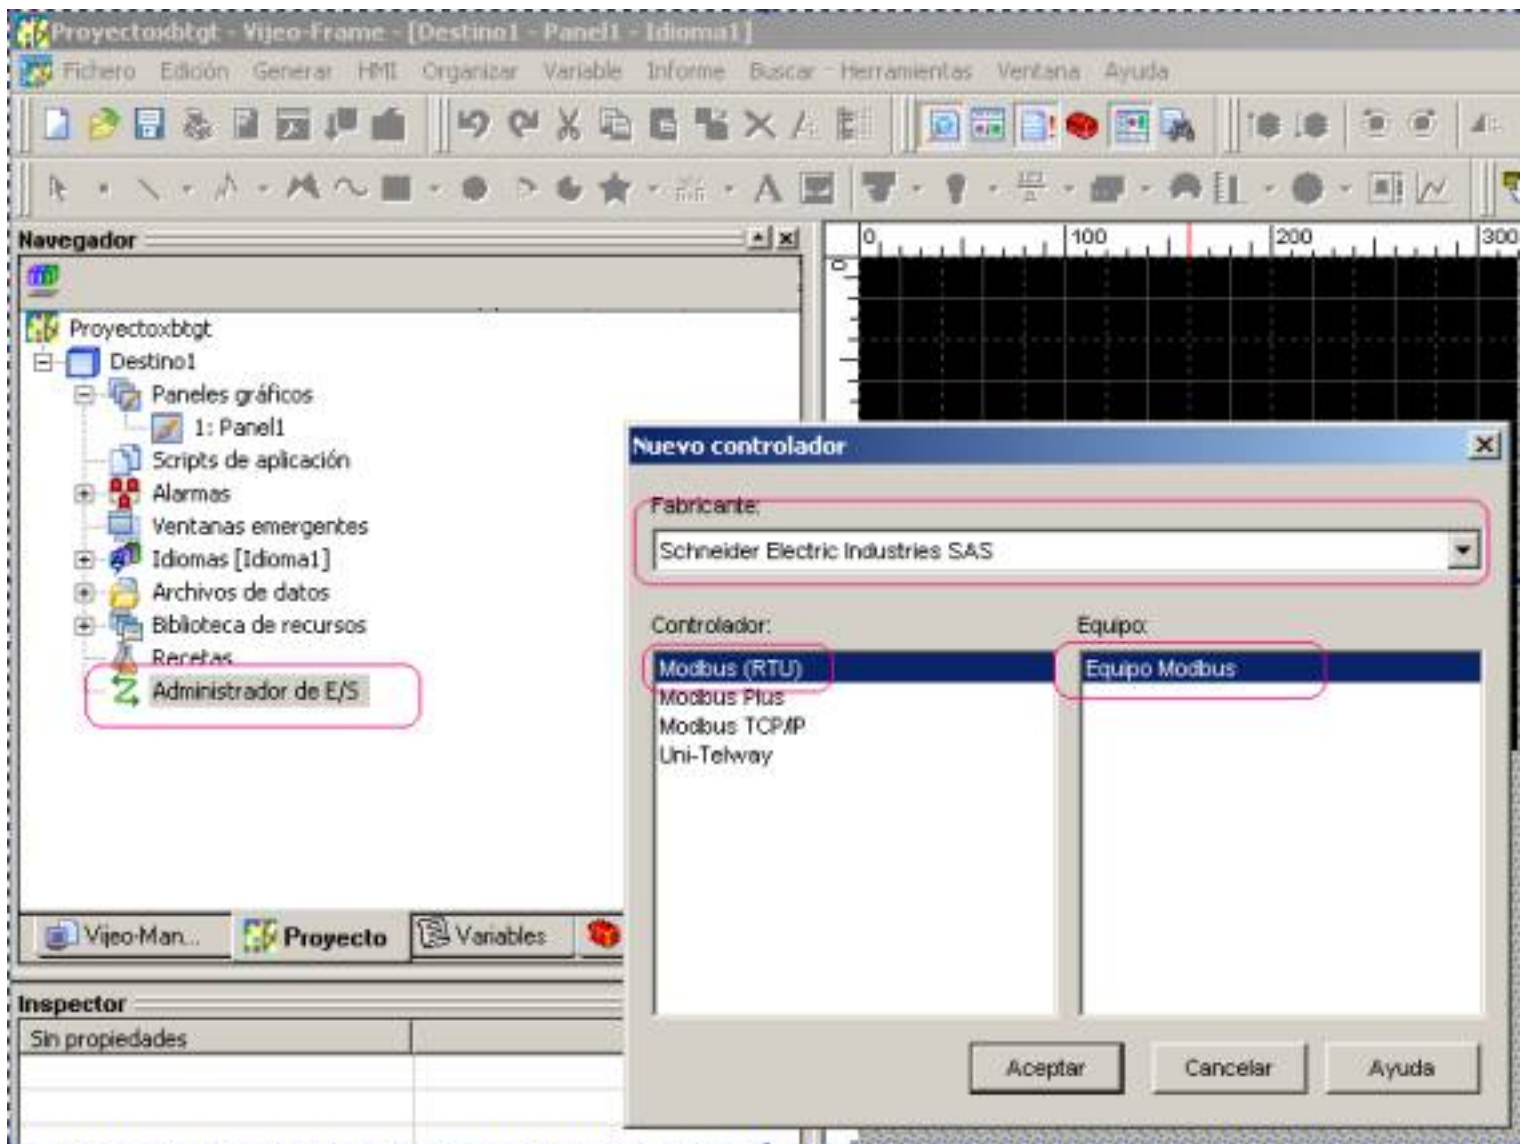 Proyectoxbtgt - Vijeo-Frame - [Destino1 - Panel1 - Idioma1]
Fichero Edición Generar HMI Organizar Variable Informe Buscar Herramientas Ventana Ayuda
Navegador
0 100 200 300
0
Proyectoxbtgt
Destino1
Paneles gráficos
1: Panel1
Scripts de aplicación
Alarmas
Ventanas emergentes
Idiomas [Idioma1]
Archivos de datos
Biblioteca de recursos
Recetas
Administrador de E/S
Nuevo controlador
Fabricante:
Schneider Electric Industries SAS
Controlador:
Equipo:
Modbus (RTU)
Modbus Plus
Modbus TCP/IP
Uni-Telway
Equipo Modbus
Vijeo-Man... Proyecto Variables
Inspector
Sin propiedades
Aceptar Cancelar Ayuda